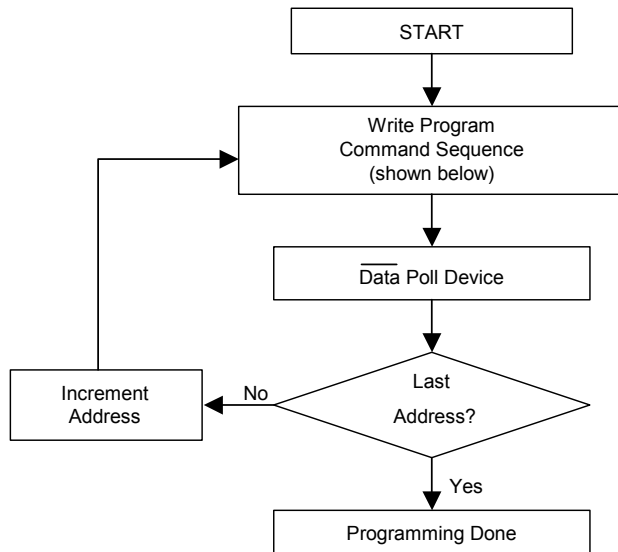 START
Write Program
Command Sequence
(shown below)
Data Poll Device
Last
Address?
No
Increment
Address
Yes
Programming Done